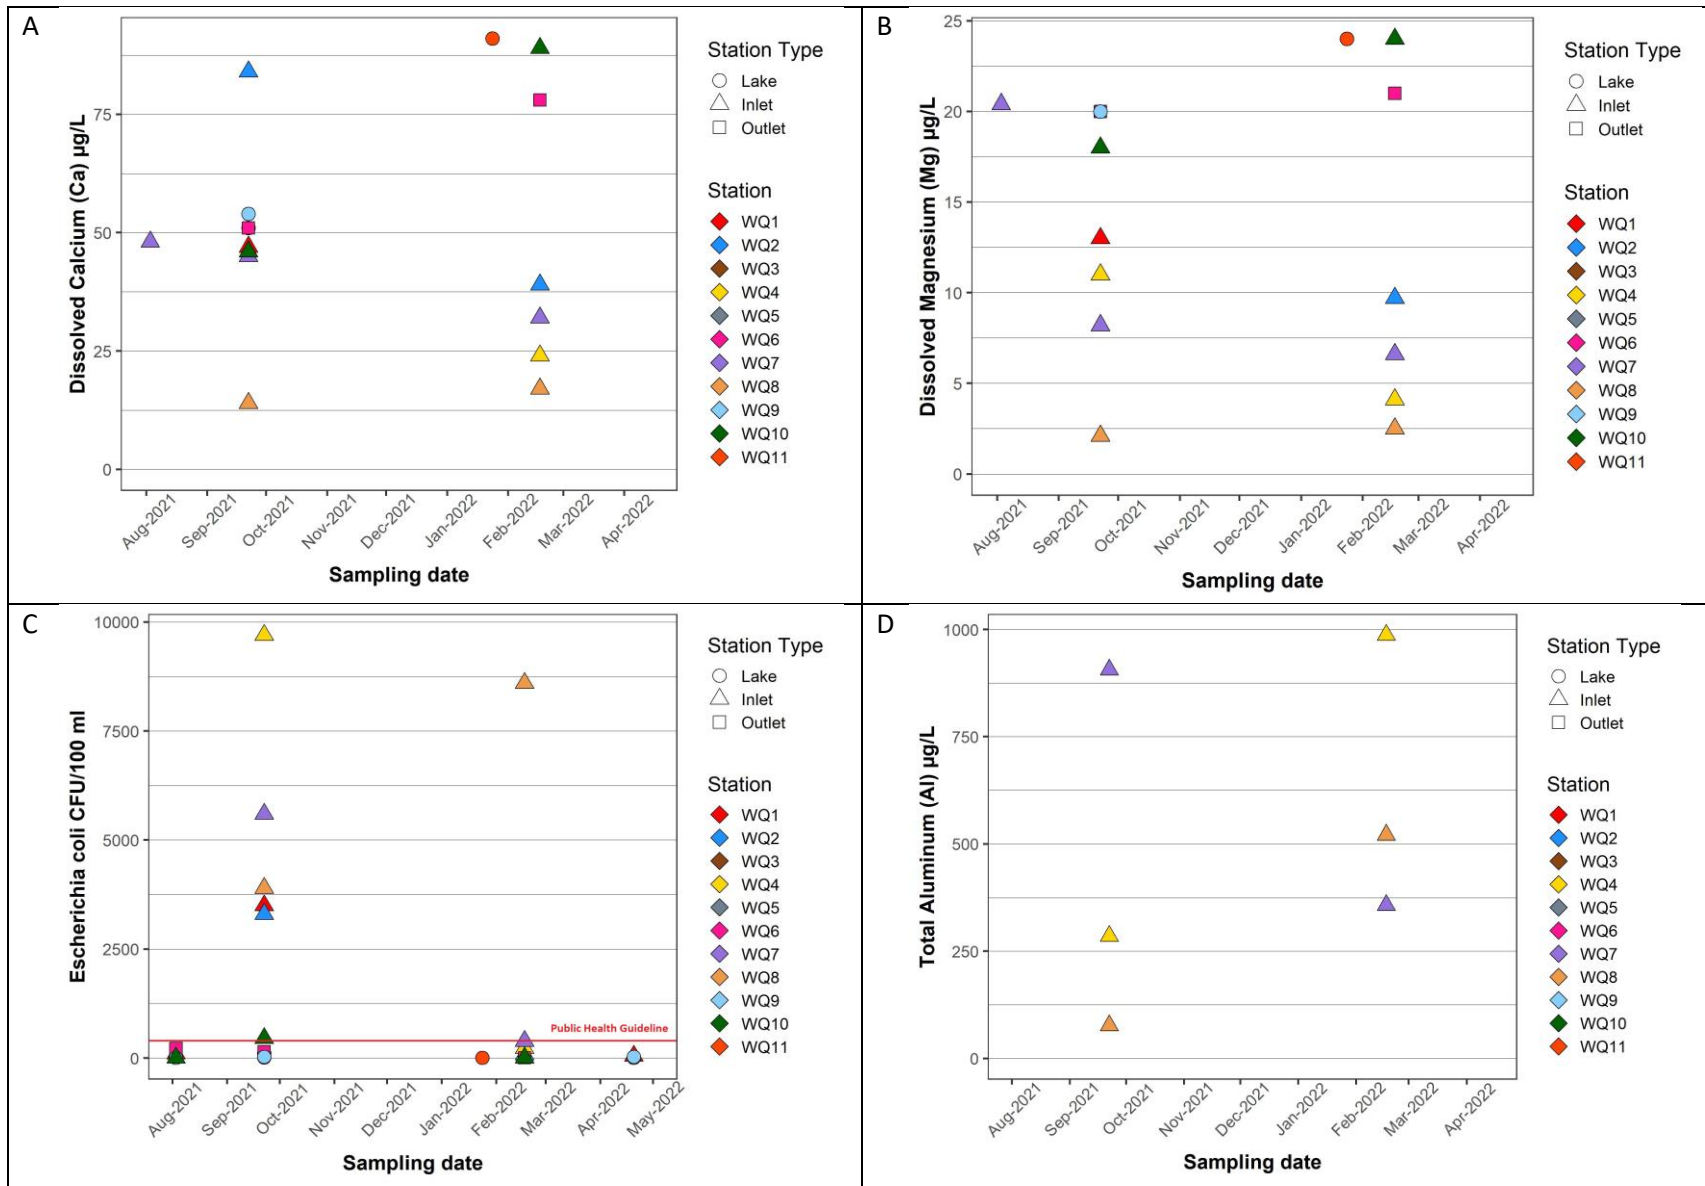 A
Dissolved Calcium (Ca) µg/L
75
50
25
0
Aug-2021
Sep-2021
Oct-2021
Nov-2021
Dec-2021
Jan-2022
Feb-2022
Mar-2022
Apr-2022
Sampling date
Station Type
Lake
Inlet
Outlet
Station
WQ1
WQ2
WQ3
WQ4
WQ5
WQ6
WQ7
WQ8
WQ9
WQ10
WQ11
B
Dissolved Magnesium (Mg) µg/L
25
20
15
10
5
0
Aug-2021
Sep-2021
Oct-2021
Nov-2021
Dec-2021
Jan-2022
Feb-2022
Mar-2022
Apr-2022
Sampling date
Station Type
Lake
Inlet
Outlet
Station
WQ1
WQ2
WQ3
WQ4
WQ5
WQ6
WQ7
WQ8
WQ9
WQ10
WQ11
C
Escherichia coli CFU/100 ml
10000
7500
5000
2500
0
Public Health Guideline
Aug-2021
Sep-2021
Oct-2021
Nov-2021
Dec-2021
Jan-2022
Feb-2022
Mar-2022
Apr-2022
May-2022
Sampling date
Station Type
Lake
Inlet
Outlet
Station
WQ1
WQ2
WQ3
WQ4
WQ5
WQ6
WQ7
WQ8
WQ9
WQ10
WQ11
D
Total Aluminum (Al) µg/L
1000
750
500
250
0
Aug-2021
Sep-2021
Oct-2021
Nov-2021
Dec-2021
Jan-2022
Feb-2022
Mar-2022
Apr-2022
Sampling date
Station Type
Lake
Inlet
Outlet
Station
WQ1
WQ2
WQ3
WQ4
WQ5
WQ6
WQ7
WQ8
WQ9
WQ10
WQ11